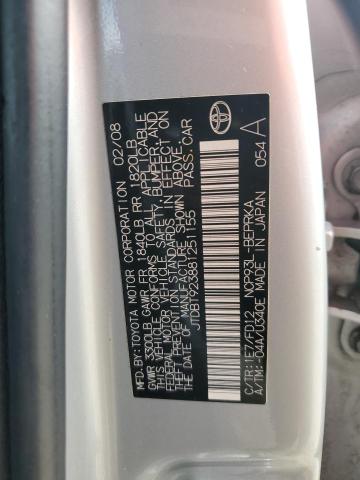 MFD.BY:TOYOTA MOTOR CORPORATION 02/08
GVWR 3300LB GAWR FR 1840LB RR 1820LB
THIS VEHICLE CONFORMS TO ALL APPLICABLE
FEDERAL MOTOR VEHICLE SAFETY, BUMPER, AND
THEFT PREVENTION STANDARDS IN EFFECT ON
THE DATE OF MANUFACTURE SHOWN ABOVE.
JTDBT923881251155 PASS.CAR
C/TR:1E7/FD12 NCP93L-BEPRKA
A/TM:-04A/U340E MADE IN JAPAN 054 A
TOYOTA